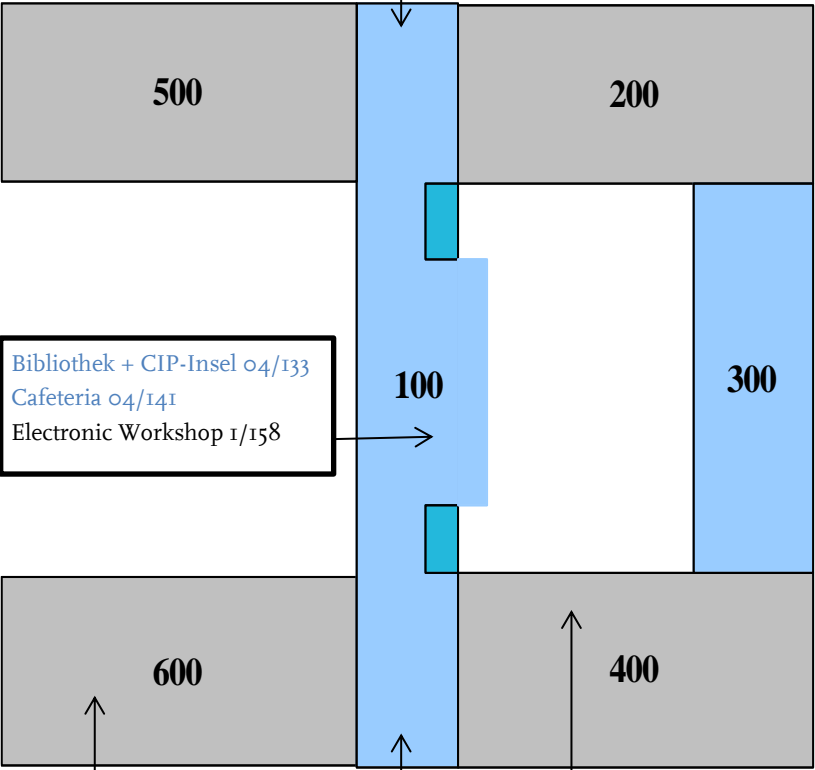 500
200
Bibliothek + CIP-Insel 04/133
Cafeteria 04/141
Electronic Workshop 1/158
100
300
600
400